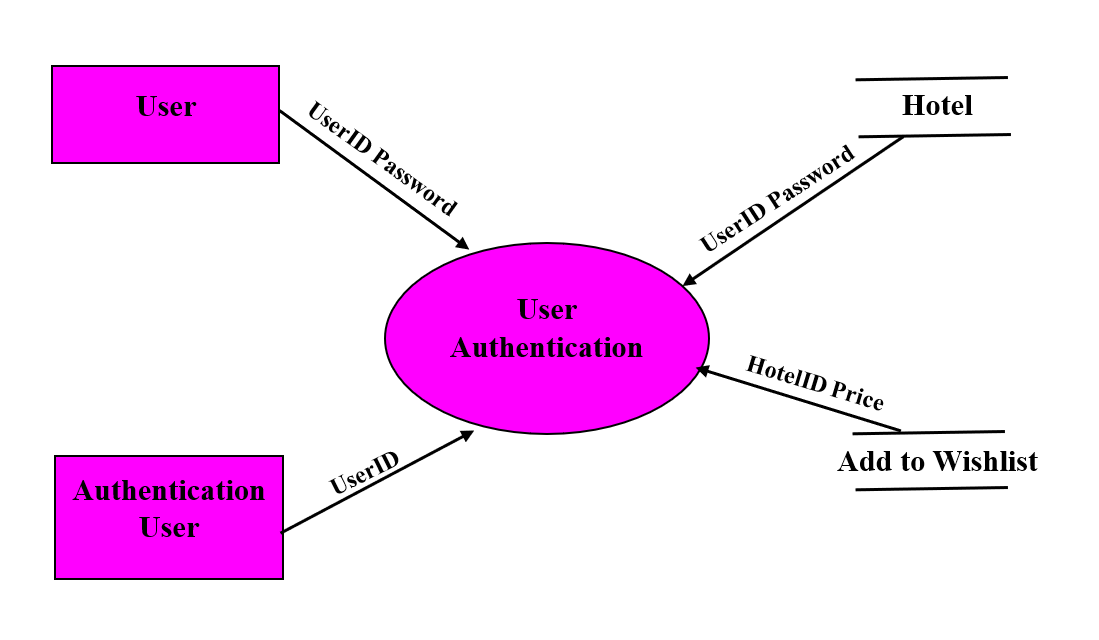 User
UserID Password
Hotel
UserID Password
User
Authentication
HotelID Price
Add to Wishlist
UserID
Authentication
User